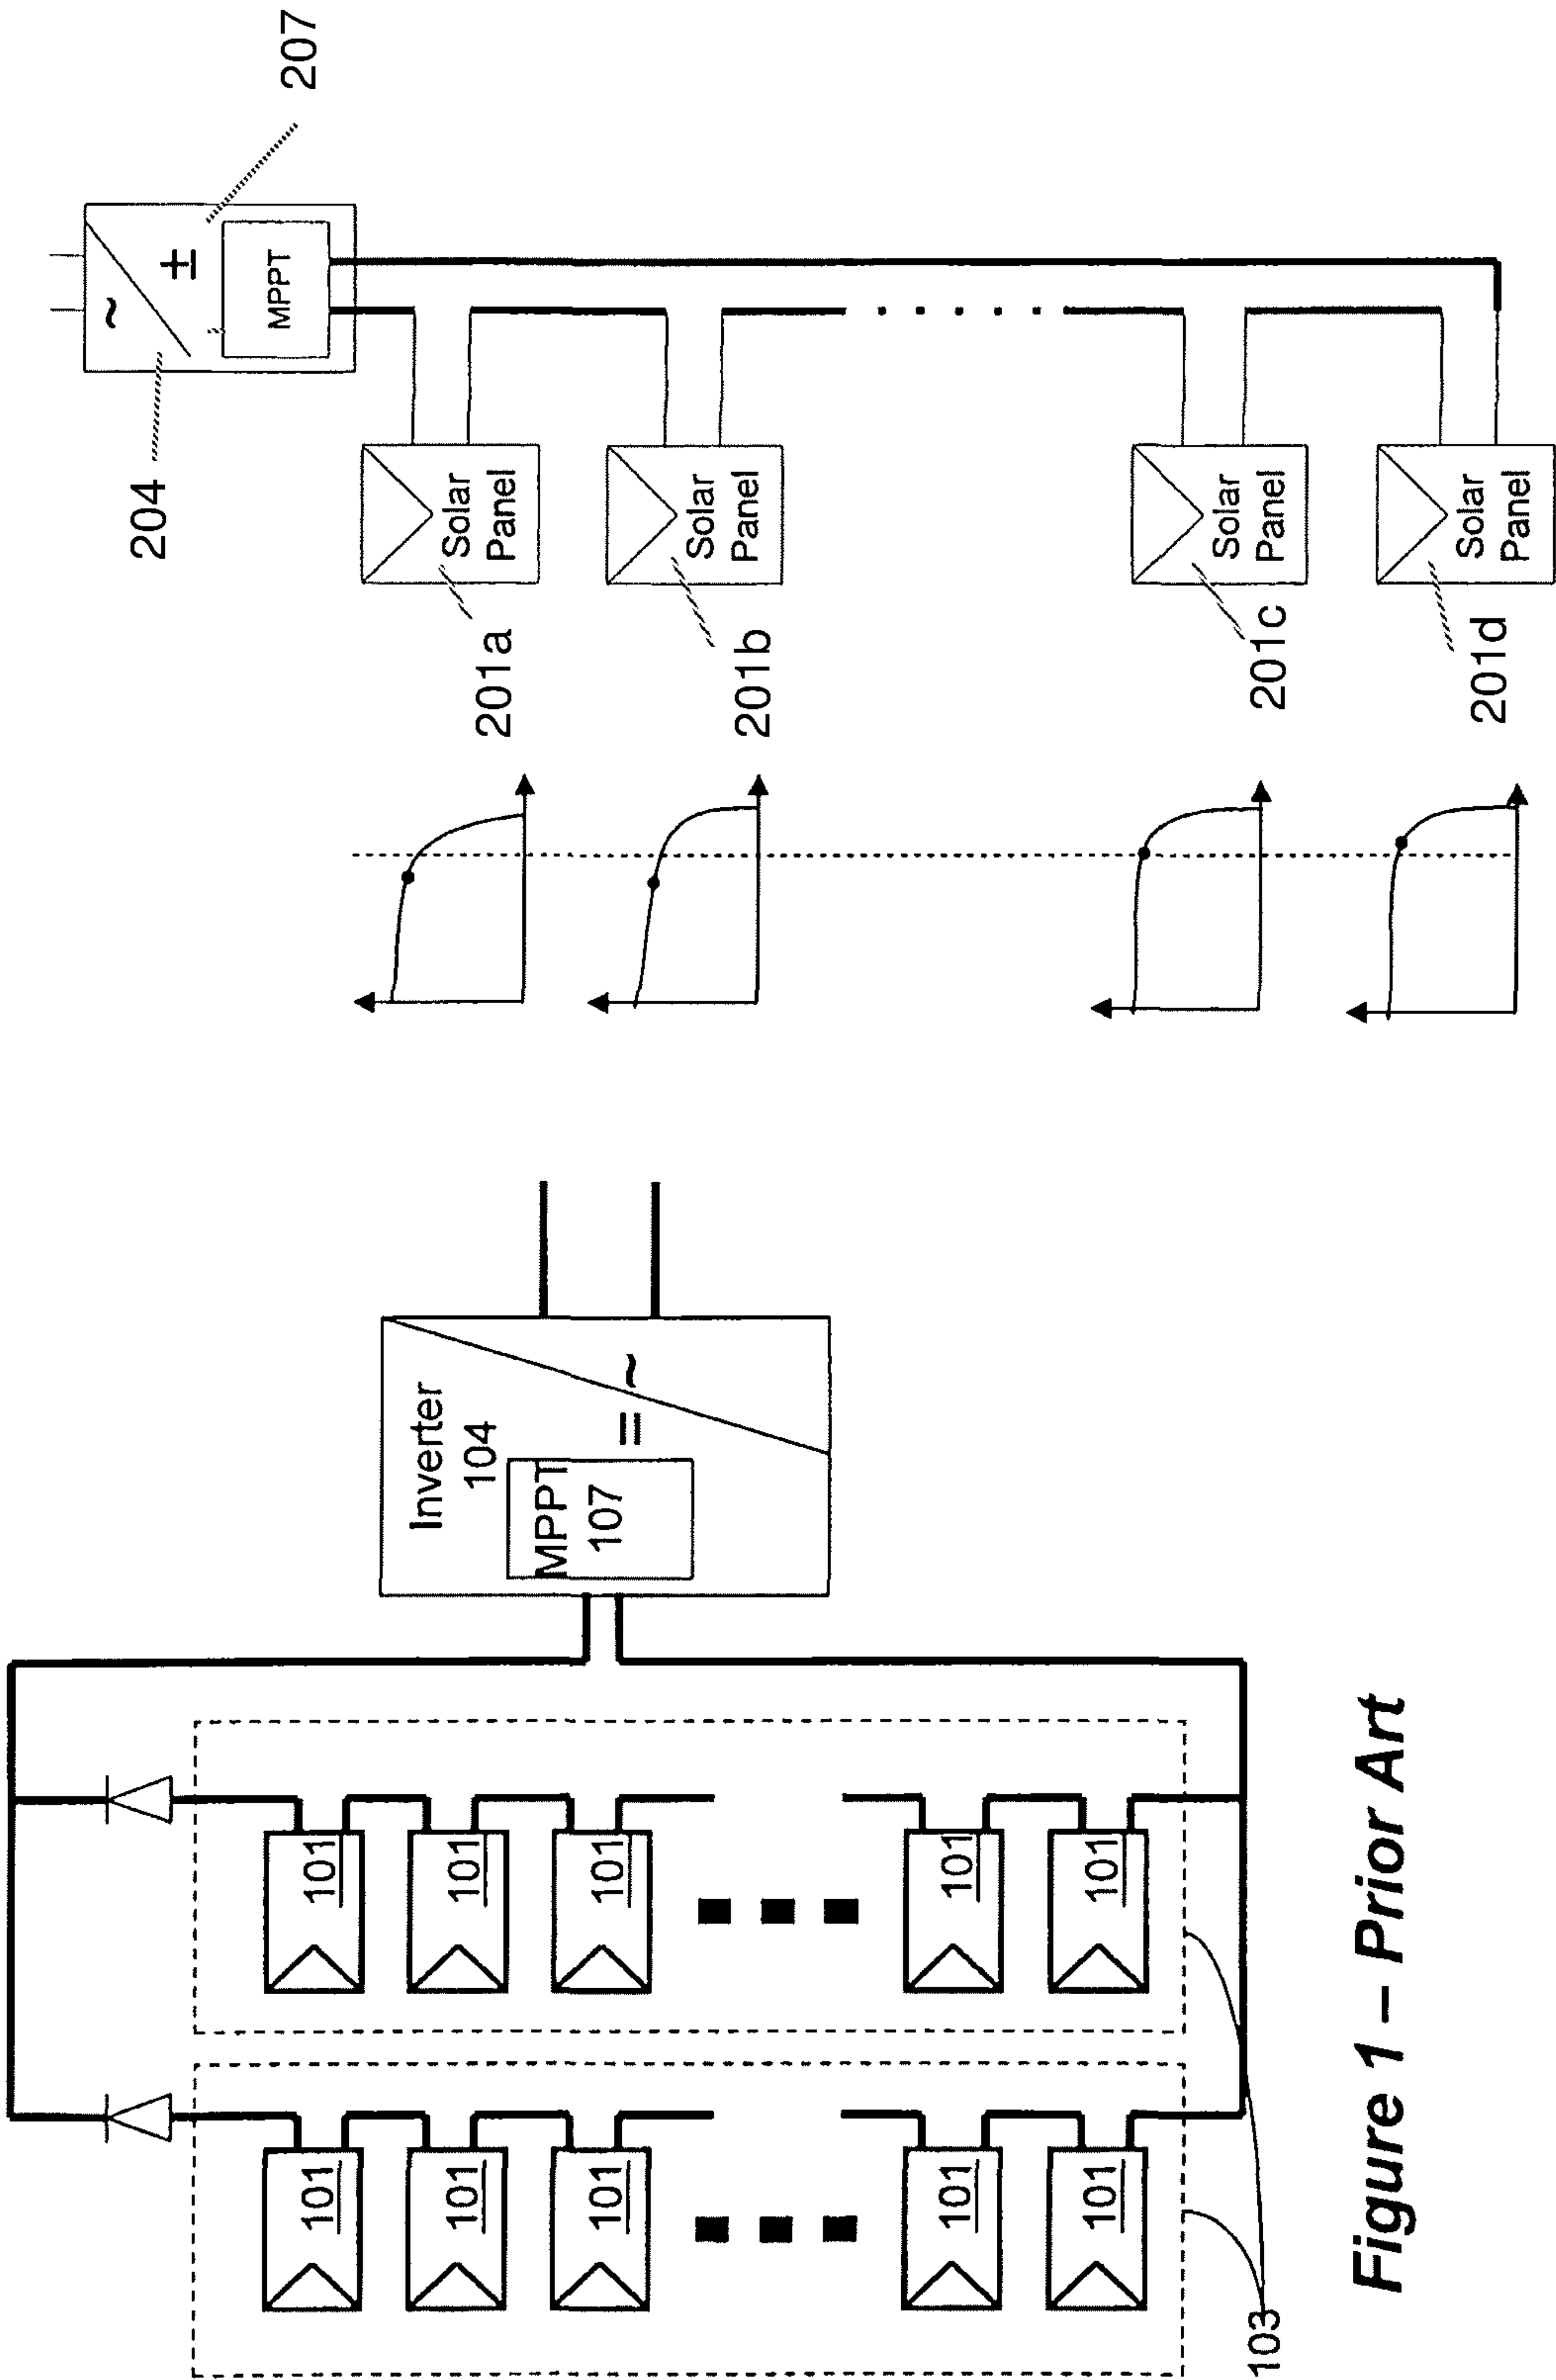 103
101
101
101
101
101
101
101
101
101
101
Inverter
104
MPPT
107
= ~
Figure 1 – Prior Art
204
~
±
MPPT
207
201a
Solar
Panel
201b
Solar
Panel
201c
Solar
Panel
201d
Solar
Panel